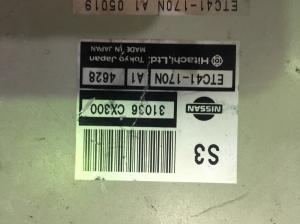 S3
NISSAN
31036 CX300
ETC41-170N A1 4628
Hitachi, Ltd. Tokyo Japan
MADE IN JAPAN
ETC41-170N A1 05019